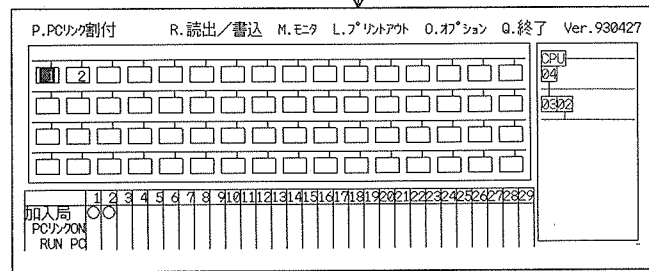 P.PCリンク割付 R.読出/書込 M.モニタ L.プリントアウト O.オプション Q.終了 Ver.930427
CPU
2
04
0302
1 2 3 4 5 6 7 8 9 10 11 12 13 14 15 16 17 18 19 20 21 22 23 24 25 26 27 28 29
加入局 ○○
PCリンクON
RUN PC